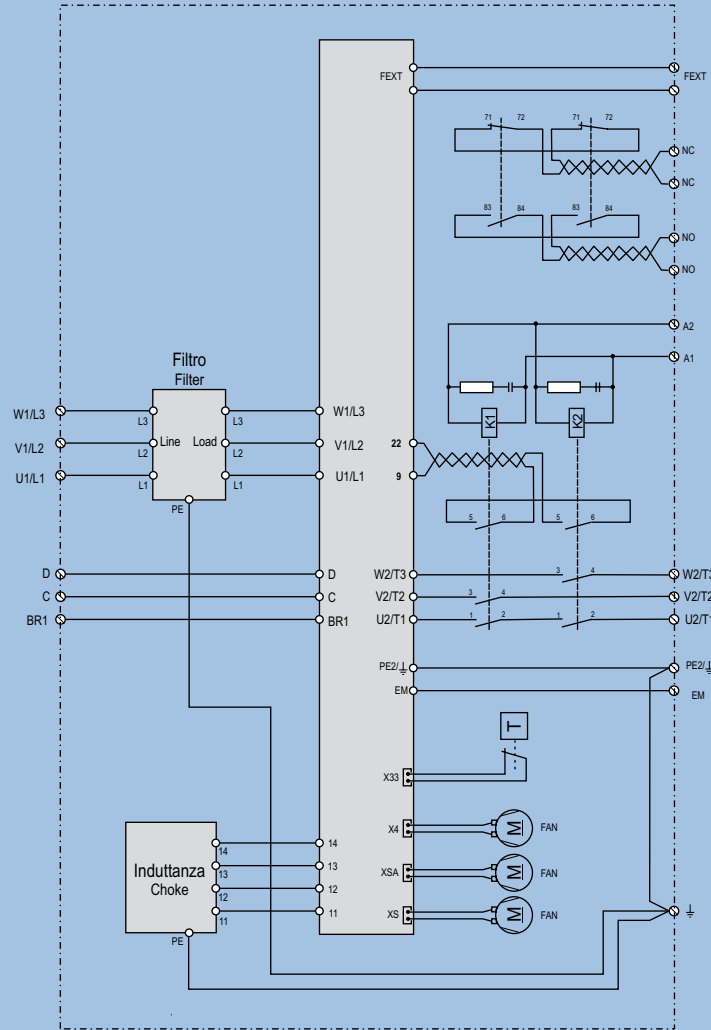 FEXT
FEXT
71 72 71 72
NC
NC
83 84 83 84
NO
NO
A2
A1
Filtro
Filter
K1 K2
W1/L3 L3 L3 W1/L3
V1/L2 Line Load V1/L2 22
L2 L2
U1/L1 U1/L1 9
L1 L1
PE
5 6 5 6
D D W2/T3 3 4 W2/T3
C C V2/T2 3 4 V2/T2
BR1 BR1 U2/T1 1 2 1 2 U2/T1
PE2/⏚ PE2/⏚
EM EM
T
X33
X4 M FAN
14 14
Induttanza
Choke
13 13
XSA M FAN
12 12
11 11
XS M FAN
⏚
PE